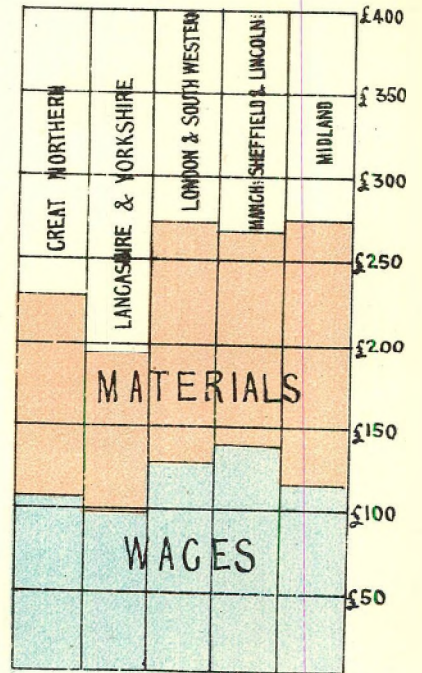 GREAT NORTHERN
LANCASHIRE & YORKSHIRE
LONDON & SOUTH WESTERN
MANCH: SHEFFIELD & LINCOLN:
MIDLAND
£400
£350
£300
£250
£200
£150
£100
£50
MATERIALS
WAGES